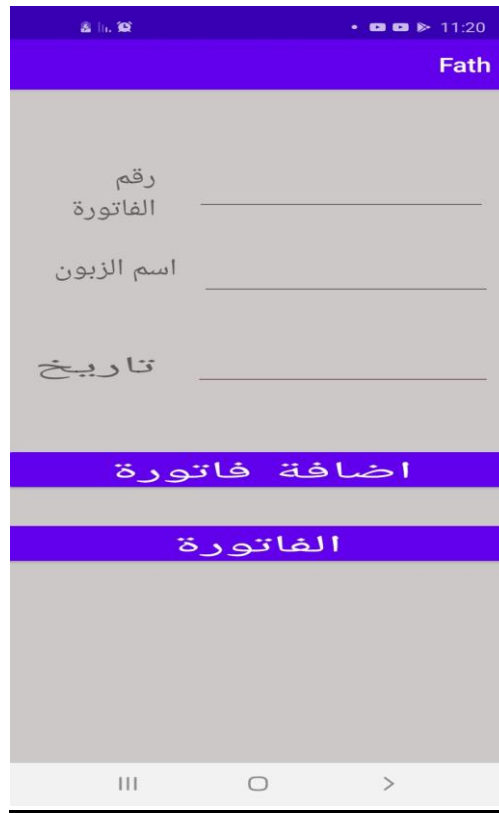 11:20
Fath
رقم
الفاتورة
اسم الزبون
تاريخ
اضافة فاتورة
الفاتورة